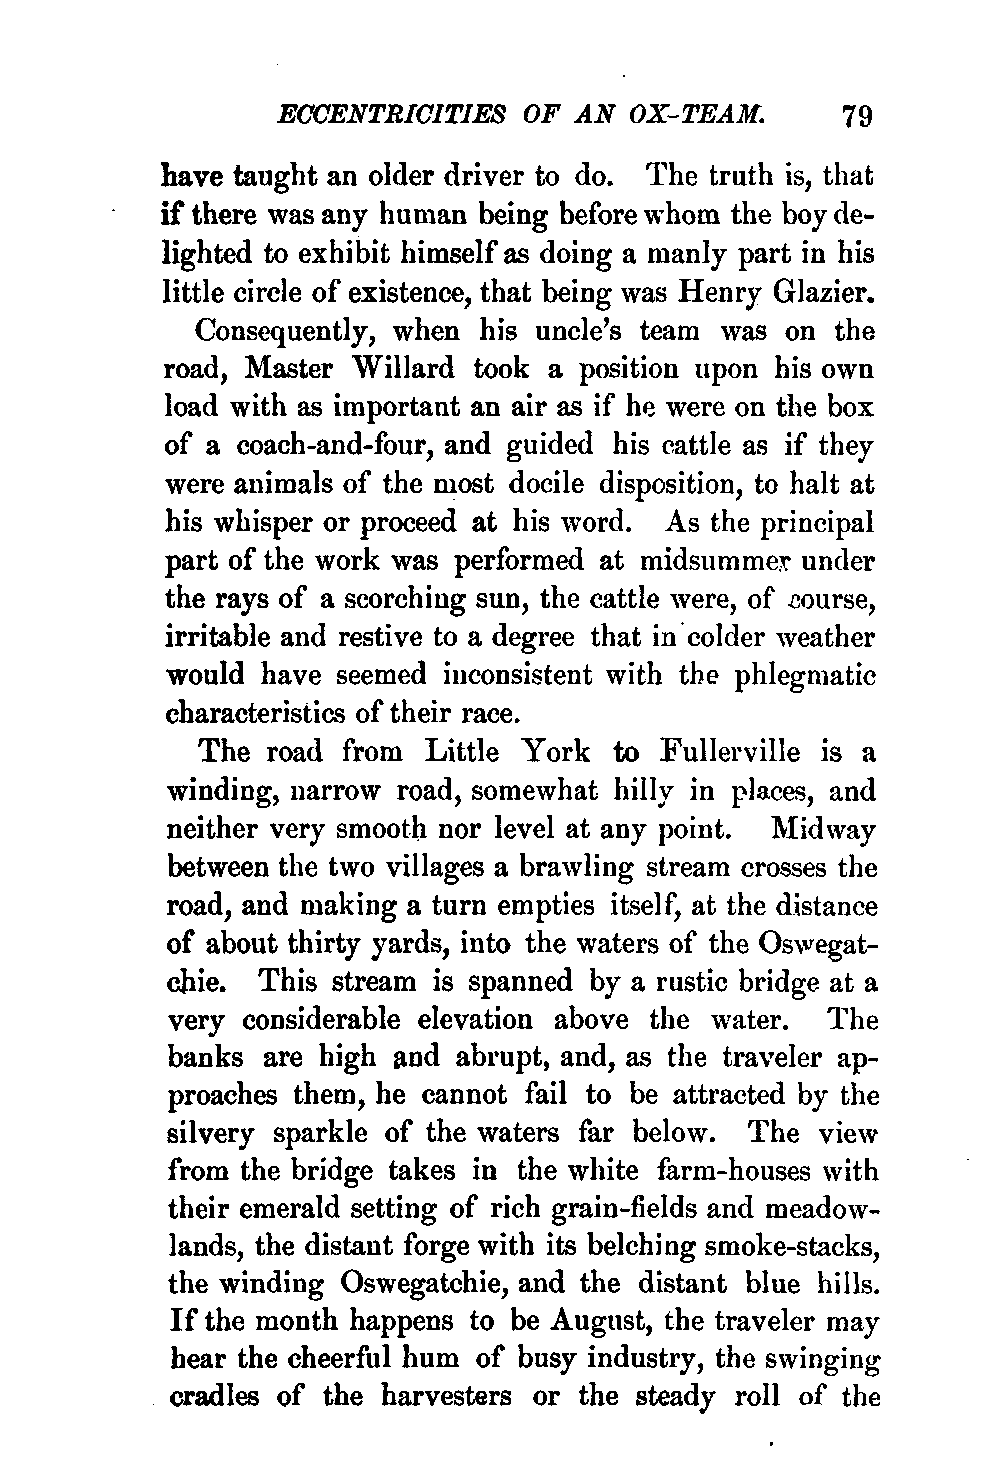 ECCENTRICITIES OF AN OX-TEAM. 79
have taught an older driver to do. The truth is, that
if there was any human being before whom the boy de-
lighted to exhibit himself as doing a manly part in his
little circle of existence, that being was Henry Glazier.
Consequently, when his uncle's team was on the
road, Master Willard took a position upon his own
load with as important an air as if he were on the box
of a coach-and-four, and guided his cattle as if they
were animals of the most docile disposition, to halt at
his whisper or proceed at his word. As the principal
part of the work was performed at midsummer under
the rays of a scorching sun, the cattle were, of course,
irritable and restive to a degree that in colder weather
would have seemed inconsistent with the phlegmatic
characteristics of their race.
The road from Little York to Fullerville is a
winding, narrow road, somewhat hilly in places, and
neither very smooth nor level at any point. Midway
between the two villages a brawling stream crosses the
road, and making a turn empties itself, at the distance
of about thirty yards, into the waters of the Oswegat-
chie. This stream is spanned by a rustic bridge at a
very considerable elevation above the water. The
banks are high and abrupt, and, as the traveler ap-
proaches them, he cannot fail to be attracted by the
silvery sparkle of the waters far below. The view
from the bridge takes in the white farm-houses with
their emerald setting of rich grain-fields and meadow-
lands, the distant forge with its belching smoke-stacks,
the winding Oswegatchie, and the distant blue hills.
If the month happens to be August, the traveler may
hear the cheerful hum of busy industry, the swinging
cradles of the harvesters or the steady roll of the